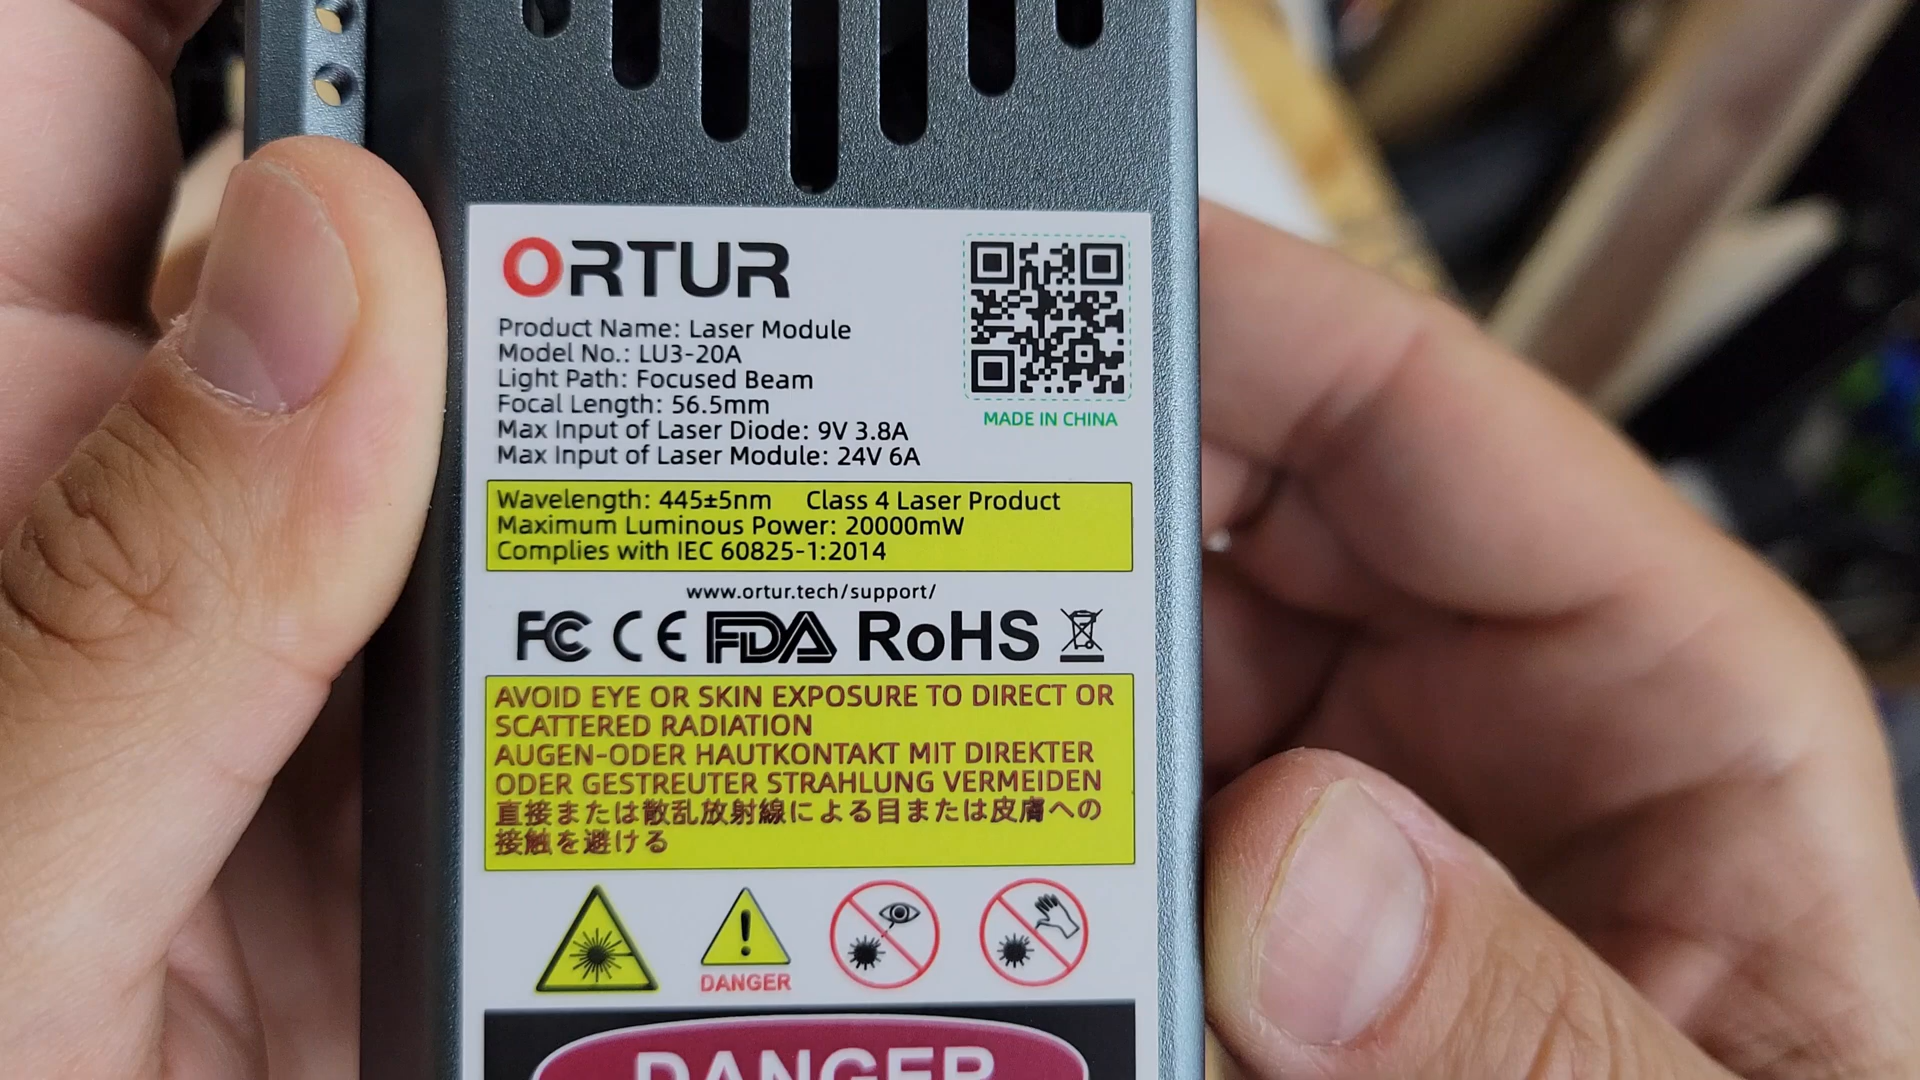 ORTUR
Product Name: Laser Module
Model No.: LU3-20A
Light Path: Focused Beam
Focal Length: 56.5mm
Max Input of Laser Diode: 9V 3.8A
Max Input of Laser Module: 24V 6A
MADE IN CHINA
Wavelength: 445±5nm Class 4 Laser Product
Maximum Luminous Power: 20000mW
Complies with IEC 60825-1:2014
www.ortur.tech/support/
FC CE FDA RoHS
AVOID EYE OR SKIN EXPOSURE TO DIRECT OR
SCATTERED RADIATION
AUGEN-ODER HAUTKONTAKT MIT DIREKTER
ODER GESTREUTER STRAHLUNG VERMEIDEN
直接または散乱放射線による目または皮膚への
接触を避ける
DANGER
DANGER